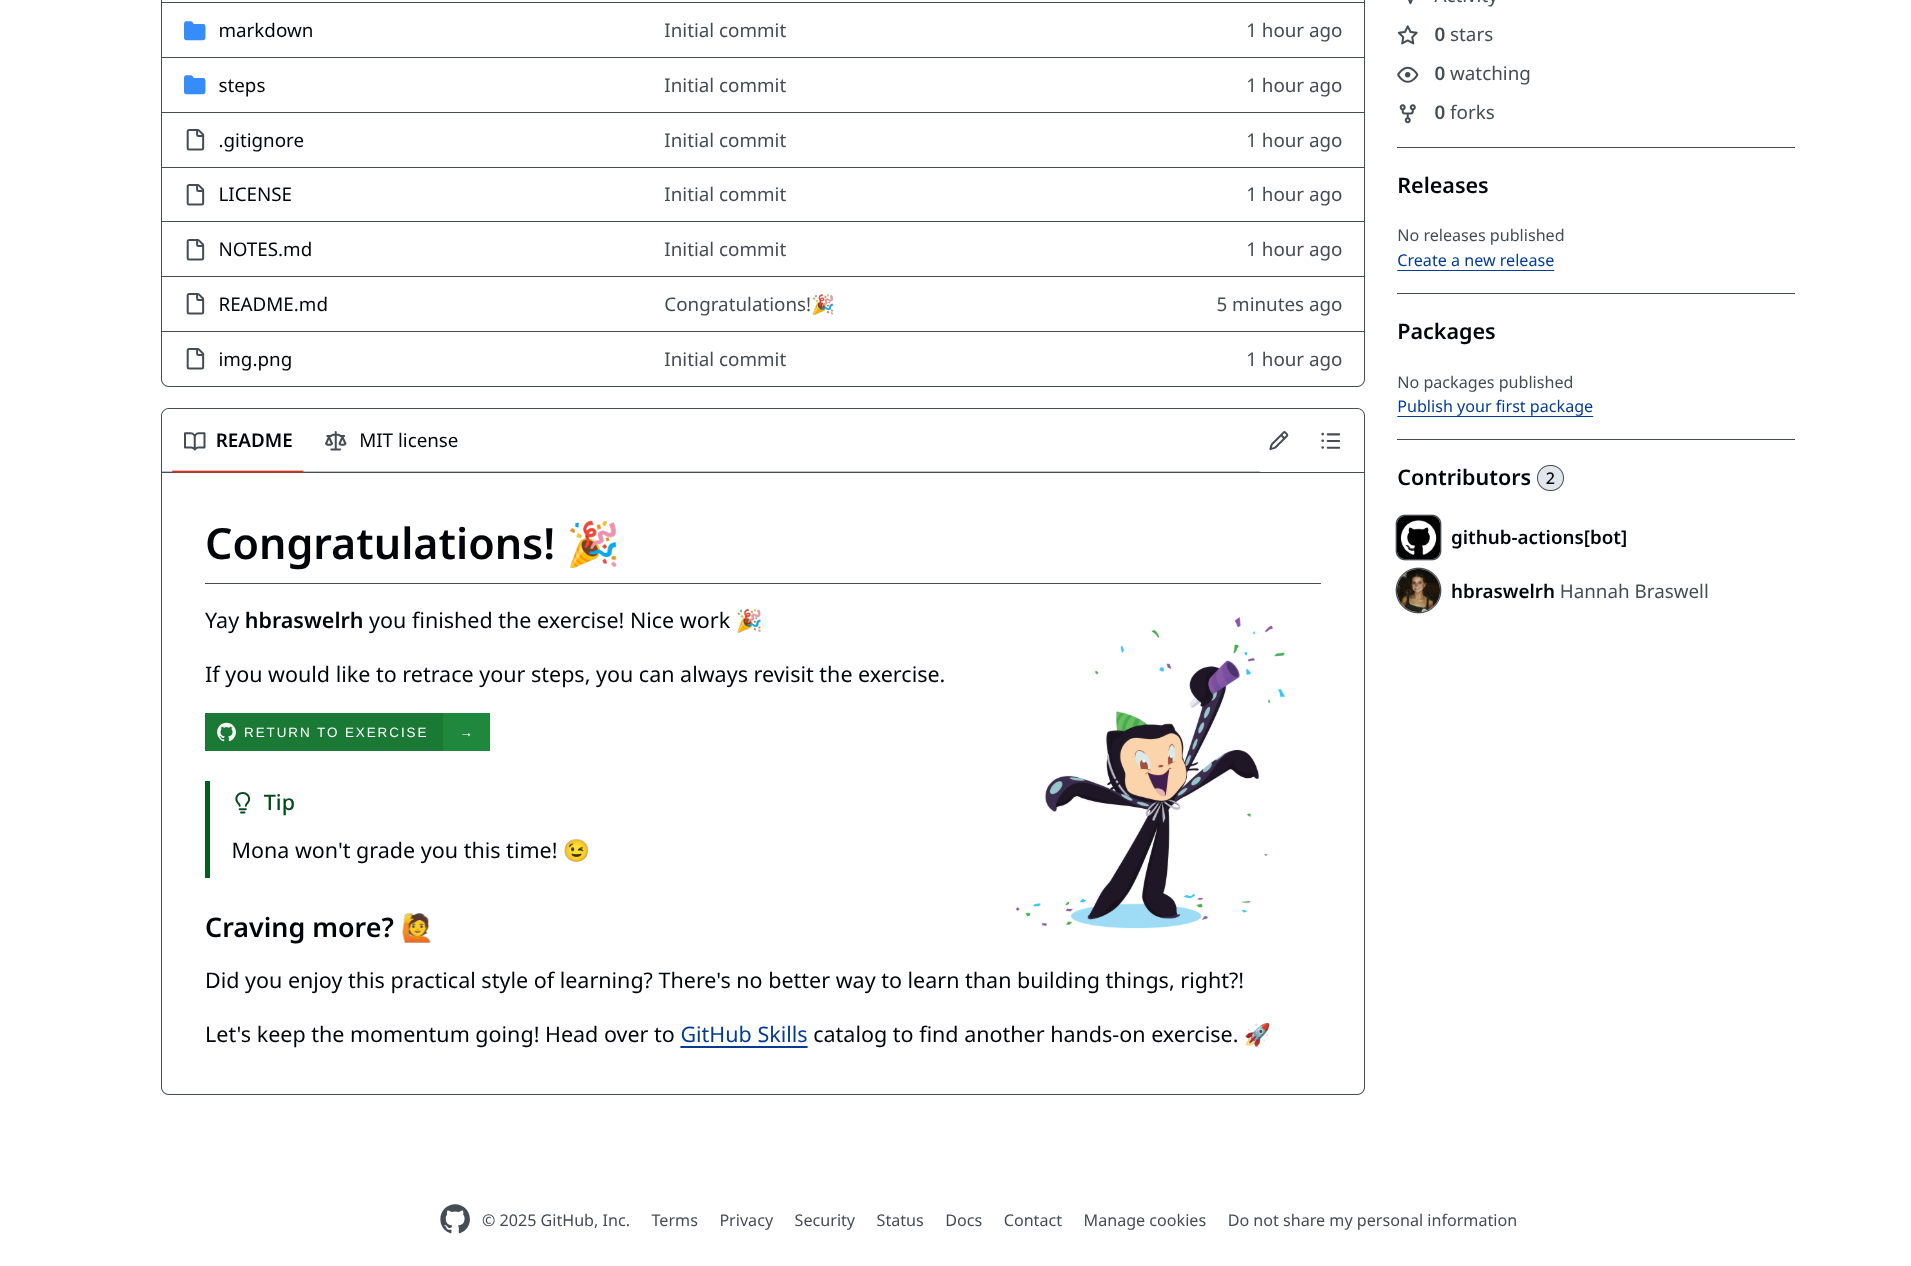 markdown Initial commit 1 hour ago
steps Initial commit 1 hour ago
.gitignore Initial commit 1 hour ago
LICENSE Initial commit 1 hour ago
NOTES.md Initial commit 1 hour ago
README.md Congratulations!🎉 5 minutes ago
img.png Initial commit 1 hour ago
README MIT license
Congratulations! 🎉
Yay hbraswelrh you finished the exercise! Nice work 🎉
If you would like to retrace your steps, you can always revisit the exercise.
RETURN TO EXERCISE →
Tip
Mona won't grade you this time! 😉
Craving more? 🙋
Did you enjoy this practical style of learning? There's no better way to learn than building things, right?!
Let's keep the momentum going! Head over to GitHub Skills catalog to find another hands-on exercise. 🚀
Activity
0 stars
0 watching
0 forks
Releases
No releases published
Create a new release
Packages
No packages published
Publish your first package
Contributors 2
github-actions[bot]
hbraswelrh Hannah Braswell
© 2025 GitHub, Inc. Terms Privacy Security Status Docs Contact Manage cookies Do not share my personal information